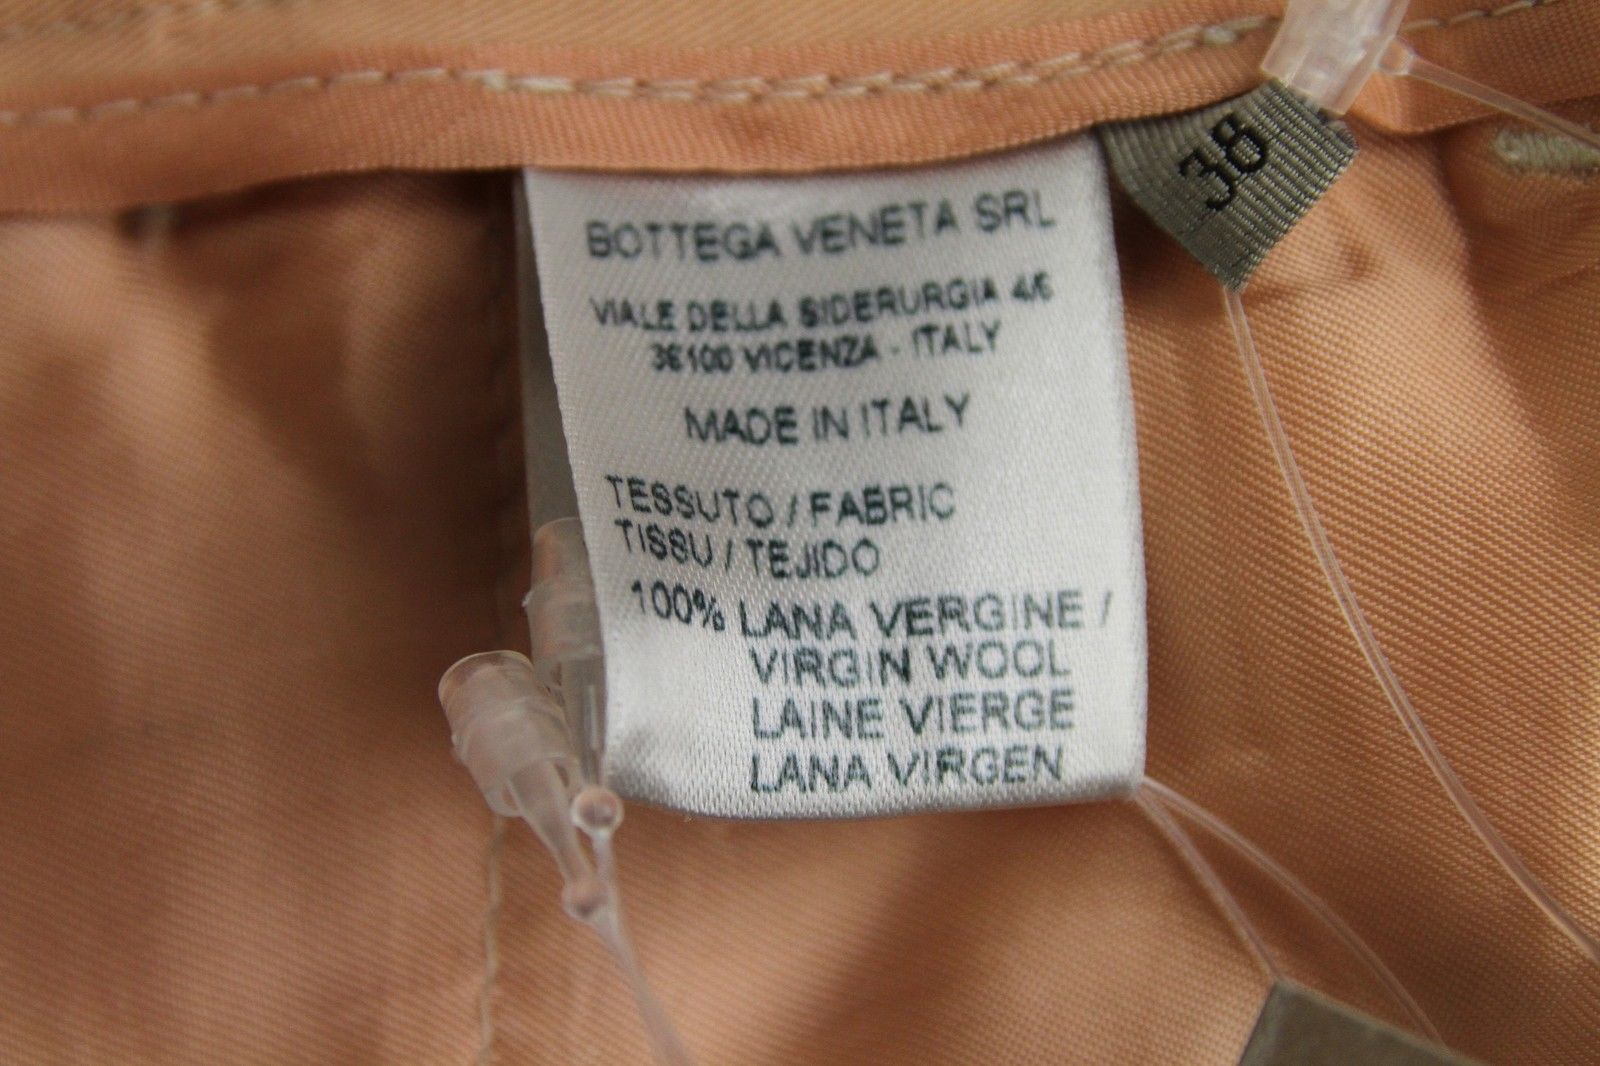 38
BOTTEGA VENETA SRL
VIALE DELLA SIDERURGIA 4/6
36100 VICENZA - ITALY
MADE IN ITALY
TESSUTO / FABRIC
TISSU / TEJIDO
100% LANA VERGINE /
VIRGIN WOOL
LAINE VIERGE
LANA VIRGEN